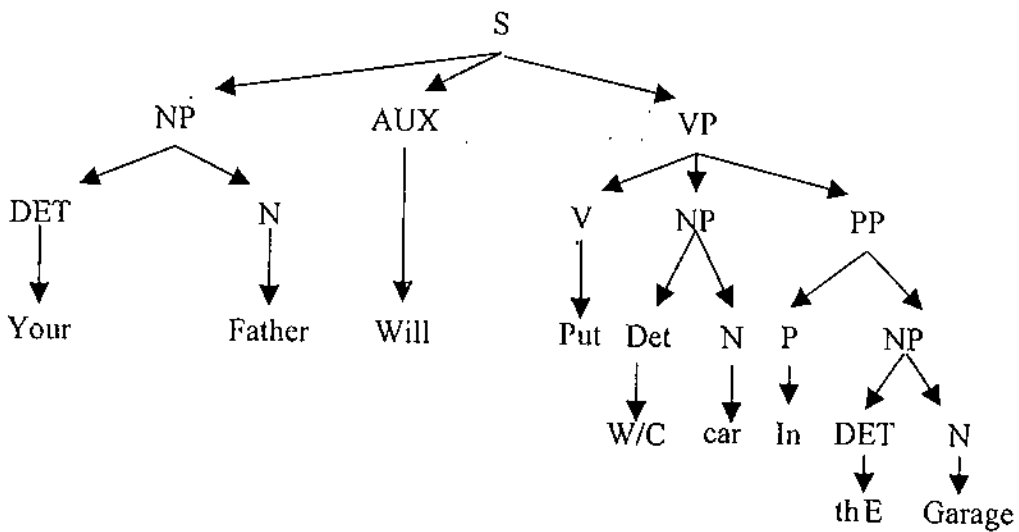 S
NP AUX VP
DET N V NP PP
Your Father Will Put Det N P NP
W/C car In DET N
thE Garage